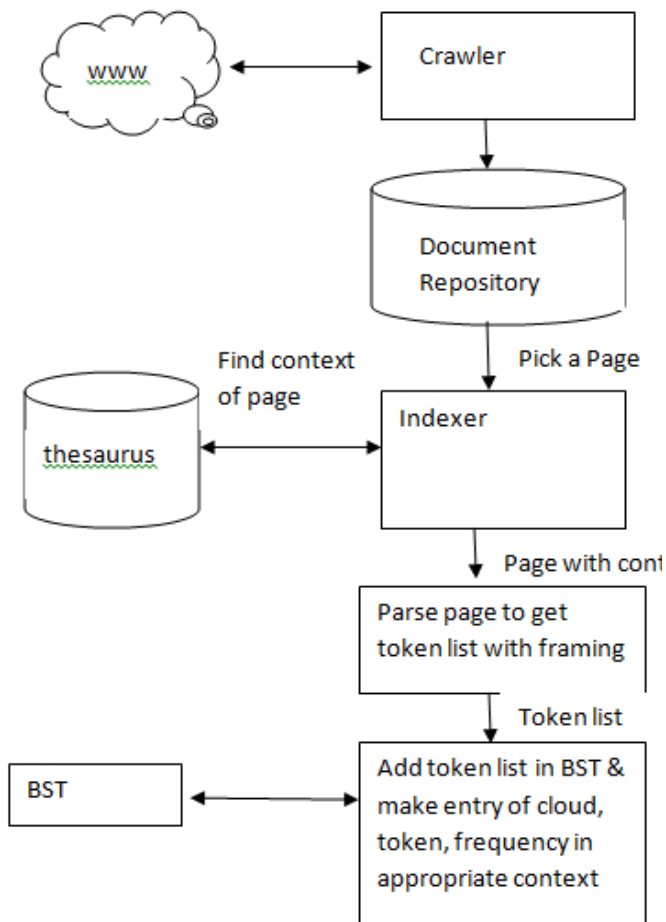 www
Crawler
Document
Repository
Find context
of page
Pick a Page
thesaurus
Indexer
Page with cont
Parse page to get
token list with framing
Token list
BST
Add token list in BST &
make entry of cloud,
token, frequency in
appropriate context